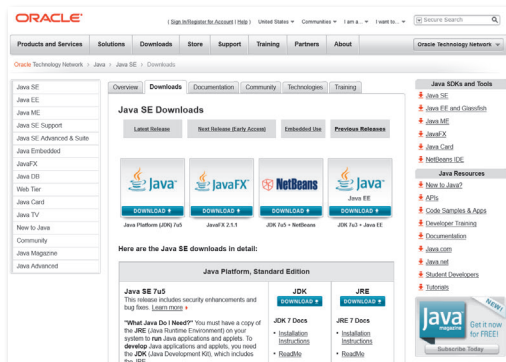 ORACLE
( Sign In/Register for Account | Help ) United States Communities I am a... I want to... Secure Search
Products and Services Solutions Downloads Store Support Training Partners About Oracle Technology Network
Oracle Technology Network > Java > Java SE > Downloads
Java SE
Java EE
Java ME
Java SE Support
Java SE Advanced & Suite
Java Embedded
JavaFX
Java DB
Web Tier
Java Card
Java TV
New to Java
Community
Java Magazine
Java Advanced
Overview Downloads Documentation Community Technologies Training
Java SE Downloads
Latest Release Next Release (Early Access) Embedded Use Previous Releases
Java JavaFX NetBeans Java
Java EE
DOWNLOAD DOWNLOAD DOWNLOAD DOWNLOAD
Java Platform (JDK) 7u5 JavaFX 2.1.1 JDK 7u5 + NetBeans JDK 7u3 + Java EE
Here are the Java SE downloads in detail:
Java Platform, Standard Edition
Java SE 7u5
This release includes security enhancements and
bug fixes. Learn more
"What Java Do I Need?" You must have a copy of
the JRE (Java Runtime Environment) on your
system to run Java applications and applets. To
develop Java applications and applets, you need
the JDK (Java Development Kit), which includes
the JRE.
JDK
DOWNLOAD
JDK 7 Docs
• Installation
Instructions
• ReadMe
JRE
DOWNLOAD
JRE 7 Docs
• Installation
Instructions
• ReadMe
Java SDKs and Tools
Java SE
Java EE and Glassfish
Java ME
JavaFX
Java Card
NetBeans IDE
Java Resources
New to Java?
APIs
Code Samples & Apps
Developer Training
Documentation
Java.com
Java.net
Student Developers
Tutorials
NEW!
Java
magazine
Get it now
for FREE!
Subscribe Today